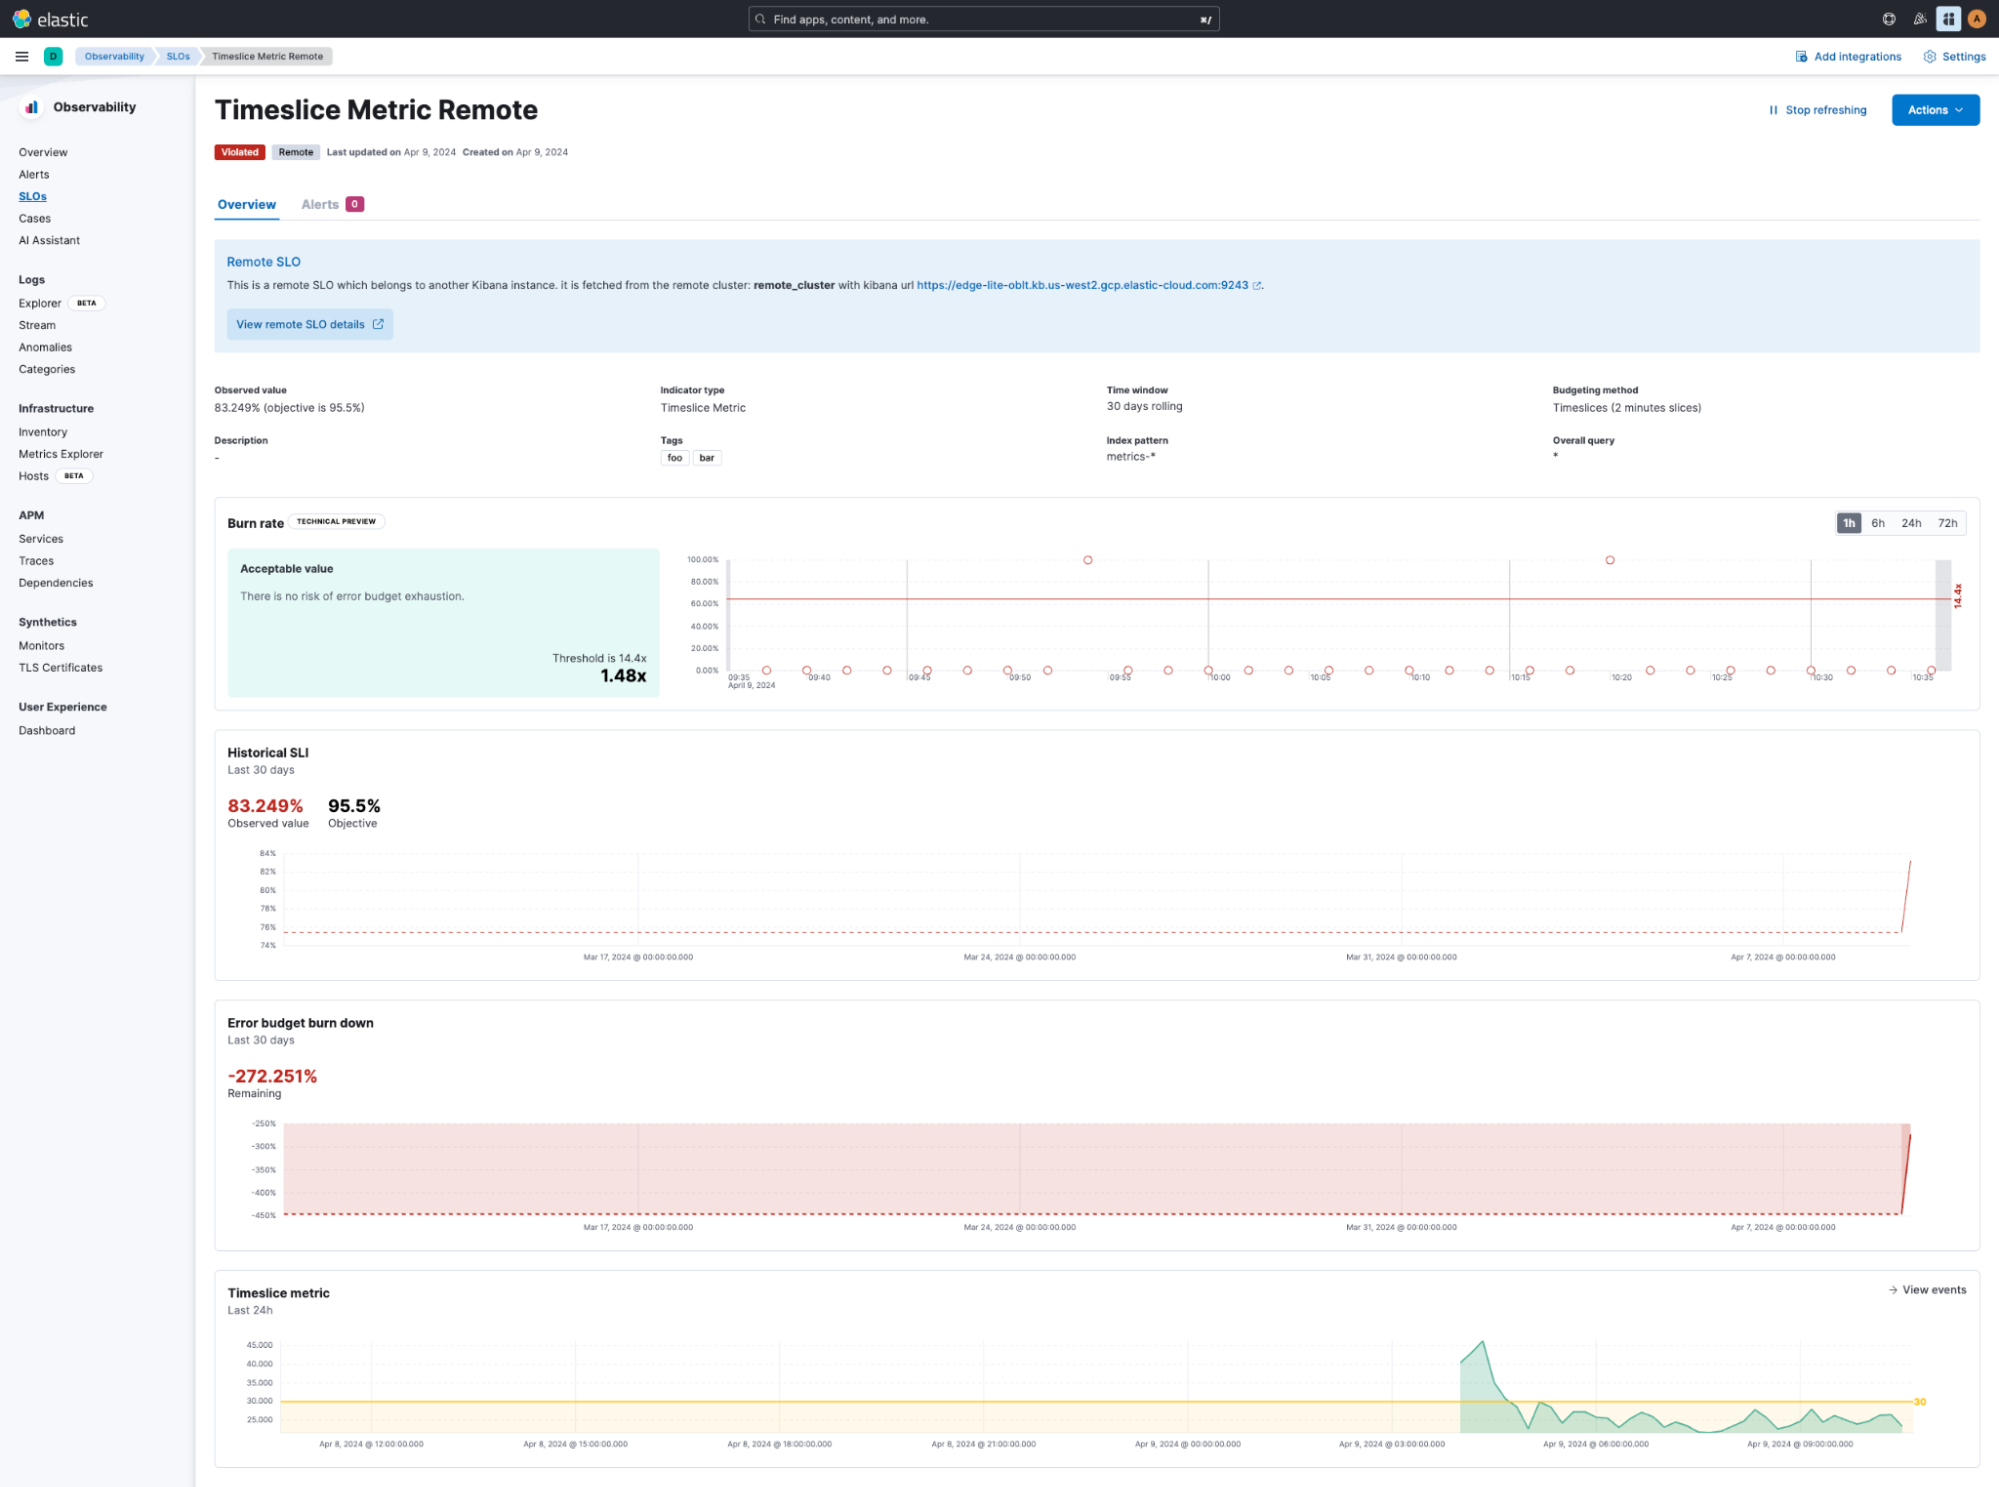 elastic
Find apps, content, and more.
⌘/
A
D
Observability
SLOs
Timeslice Metric Remote
Add integrations
Settings
Observability
Overview
Alerts
SLOs
Cases
AI Assistant
Logs
Explorer BETA
Stream
Anomalies
Categories
Infrastructure
Inventory
Metrics Explorer
Hosts BETA
APM
Services
Traces
Dependencies
Synthetics
Monitors
TLS Certificates
User Experience
Dashboard
Timeslice Metric Remote
Stop refreshing
Actions
Violated Remote Last updated on Apr 9, 2024 Created on Apr 9, 2024
Overview Alerts 0
Remote SLO
This is a remote SLO which belongs to another Kibana instance. it is fetched from the remote cluster: remote_cluster with kibana url https://edge-lite-oblt.kb.us-west2.gcp.elastic-cloud.com:9243 .
View remote SLO details
Observed value
83.249% (objective is 95.5%)
Indicator type
Timeslice Metric
Time window
30 days rolling
Budgeting method
Timeslices (2 minutes slices)
Description
-
Tags
foo bar
Index pattern
metrics-*
Overall query
*
Burn rate TECHNICAL PREVIEW
1h 6h 24h 72h
Acceptable value
There is no risk of error budget exhaustion.
Threshold is 14.4x
1.48x
100.00%
80.00%
60.00%
40.00%
20.00%
0.00%
14.4x
09:35 09:40 09:45 09:50 09:55 10:00 10:05 10:10 10:15 10:20 10:25 10:30 10:35
April 9, 2024
Historical SLI
Last 30 days
83.249% 95.5%
Observed value Objective
84%
82%
80%
78%
76%
74%
Mar 17, 2024 @ 00:00:00.000 Mar 24, 2024 @ 00:00:00.000 Mar 31, 2024 @ 00:00:00.000 Apr 7, 2024 @ 00:00:00.000
Error budget burn down
Last 30 days
-272.251%
Remaining
-250%
-300%
-350%
-400%
-450%
Mar 17, 2024 @ 00:00:00.000 Mar 24, 2024 @ 00:00:00.000 Mar 31, 2024 @ 00:00:00.000 Apr 7, 2024 @ 00:00:00.000
Timeslice metric
Last 24h
View events
45.000
40.000
35.000
30.000
25.000
30
Apr 8, 2024 @ 12:00:00.000 Apr 8, 2024 @ 15:00:00.000 Apr 8, 2024 @ 18:00:00.000 Apr 8, 2024 @ 21:00:00.000 Apr 9, 2024 @ 00:00:00.000 Apr 9, 2024 @ 03:00:00.000 Apr 9, 2024 @ 06:00:00.000 Apr 9, 2024 @ 09:00:00.000